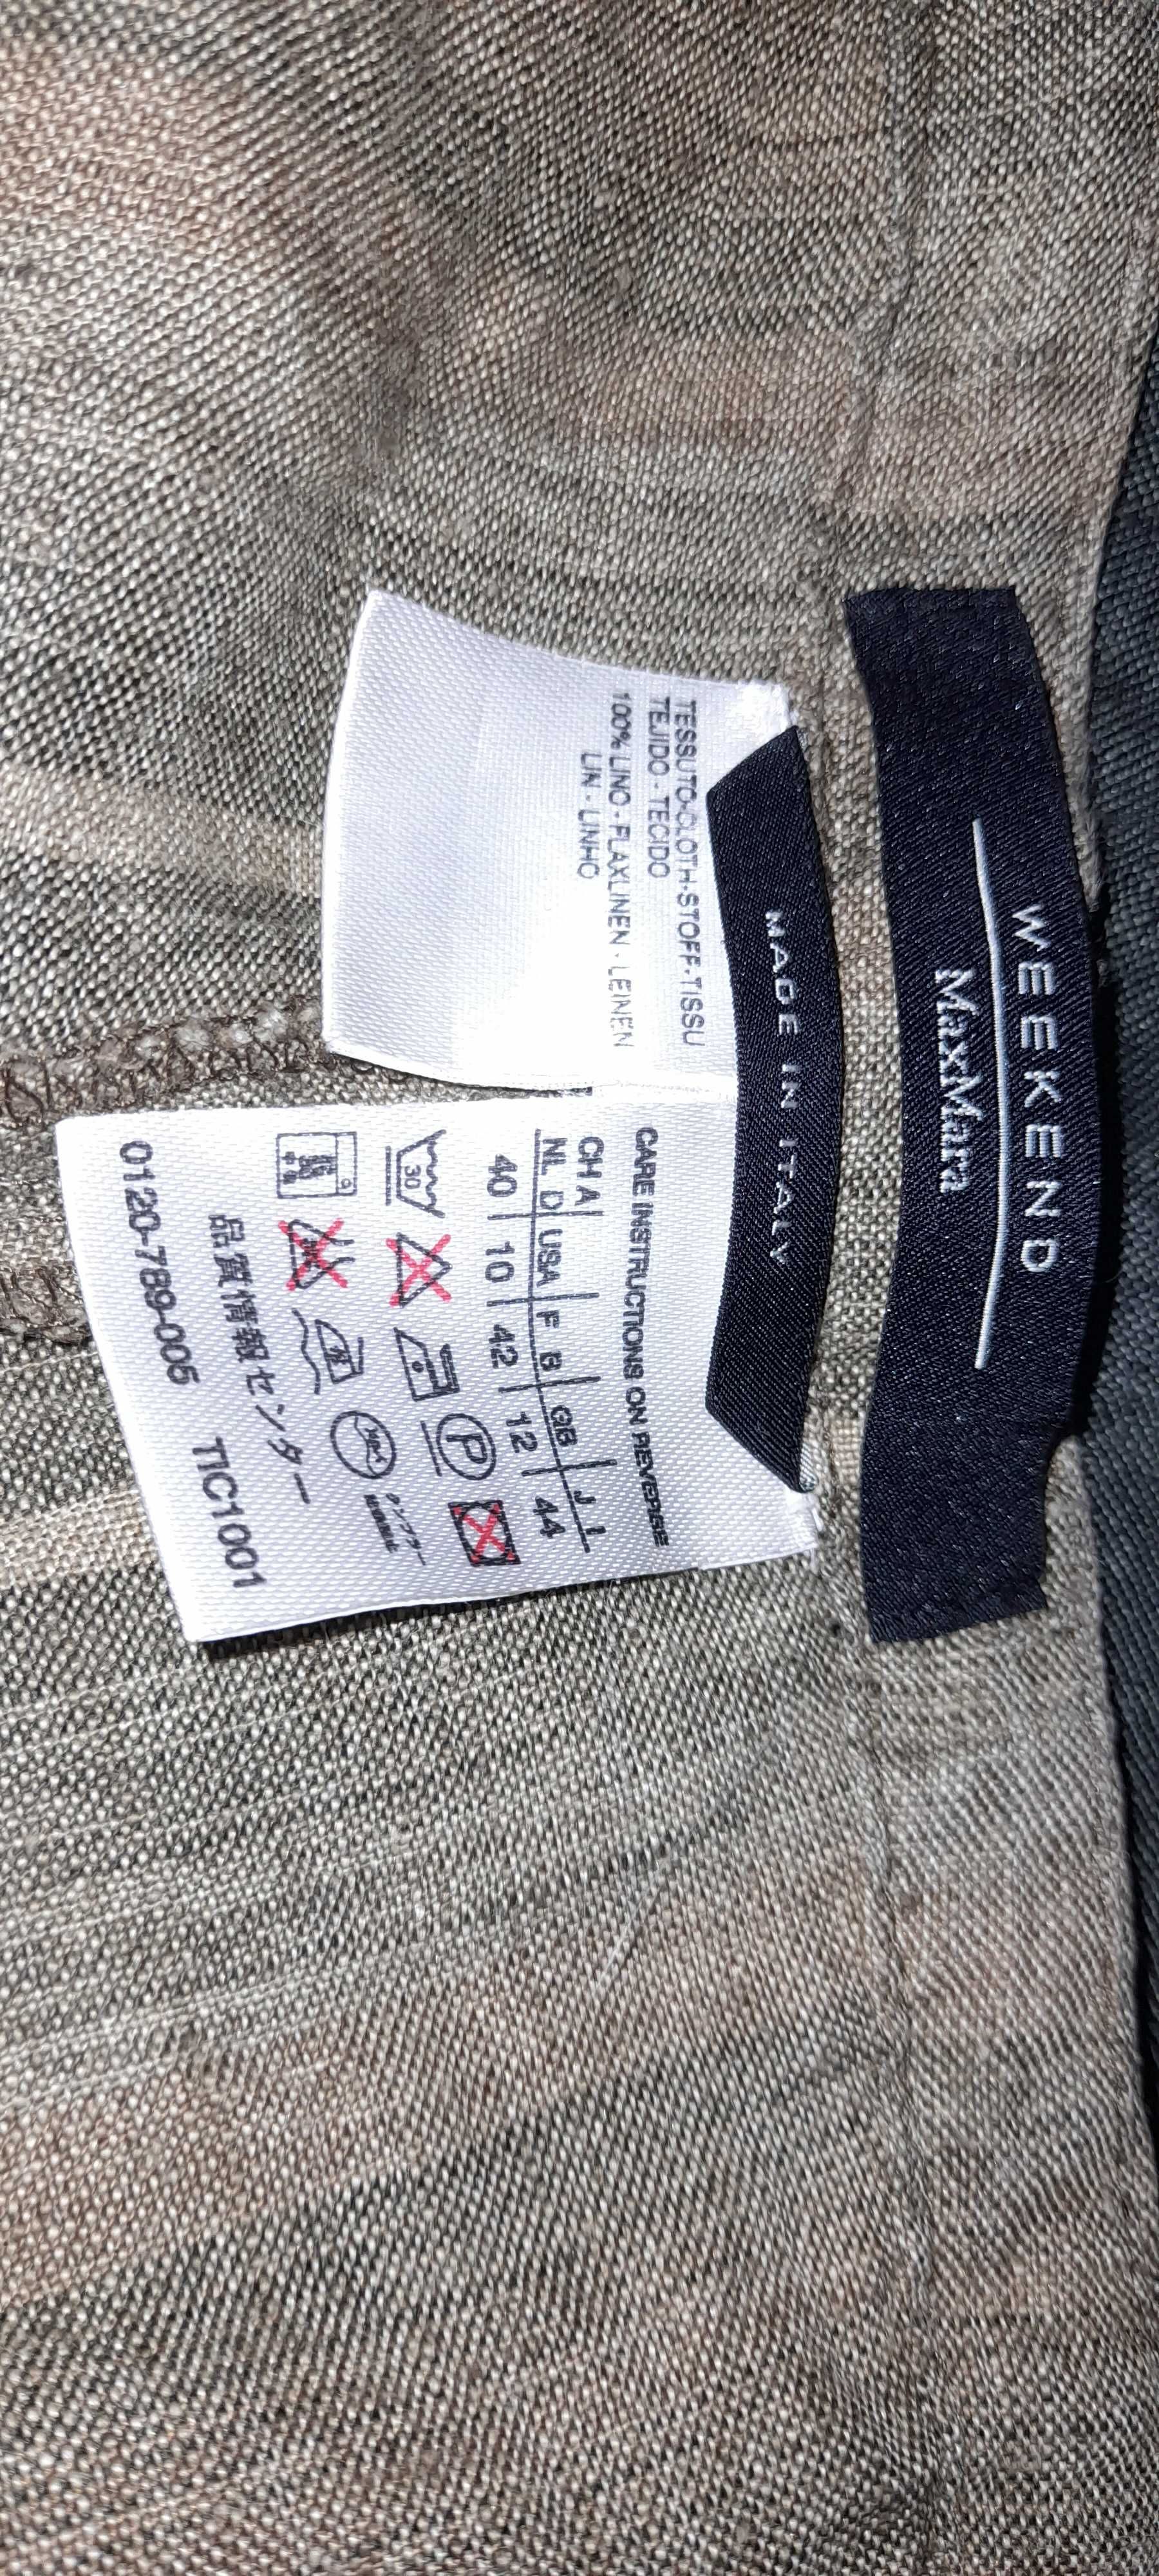 WEEKEND
MaxMara
MADE IN ITALY
TESSUTO-CLOTH-STOFF-TISSU
TEJIDO - TECIDO
100% LINO - FLAXLINEN - LEINEN
LIN - LINHO
CARE INSTRUCTIONS ON REVERSE
CH A
NL D USA F B GB J I
40 10 42 12 44
30 P
品質情報センター
0120-789-005 TIC1001